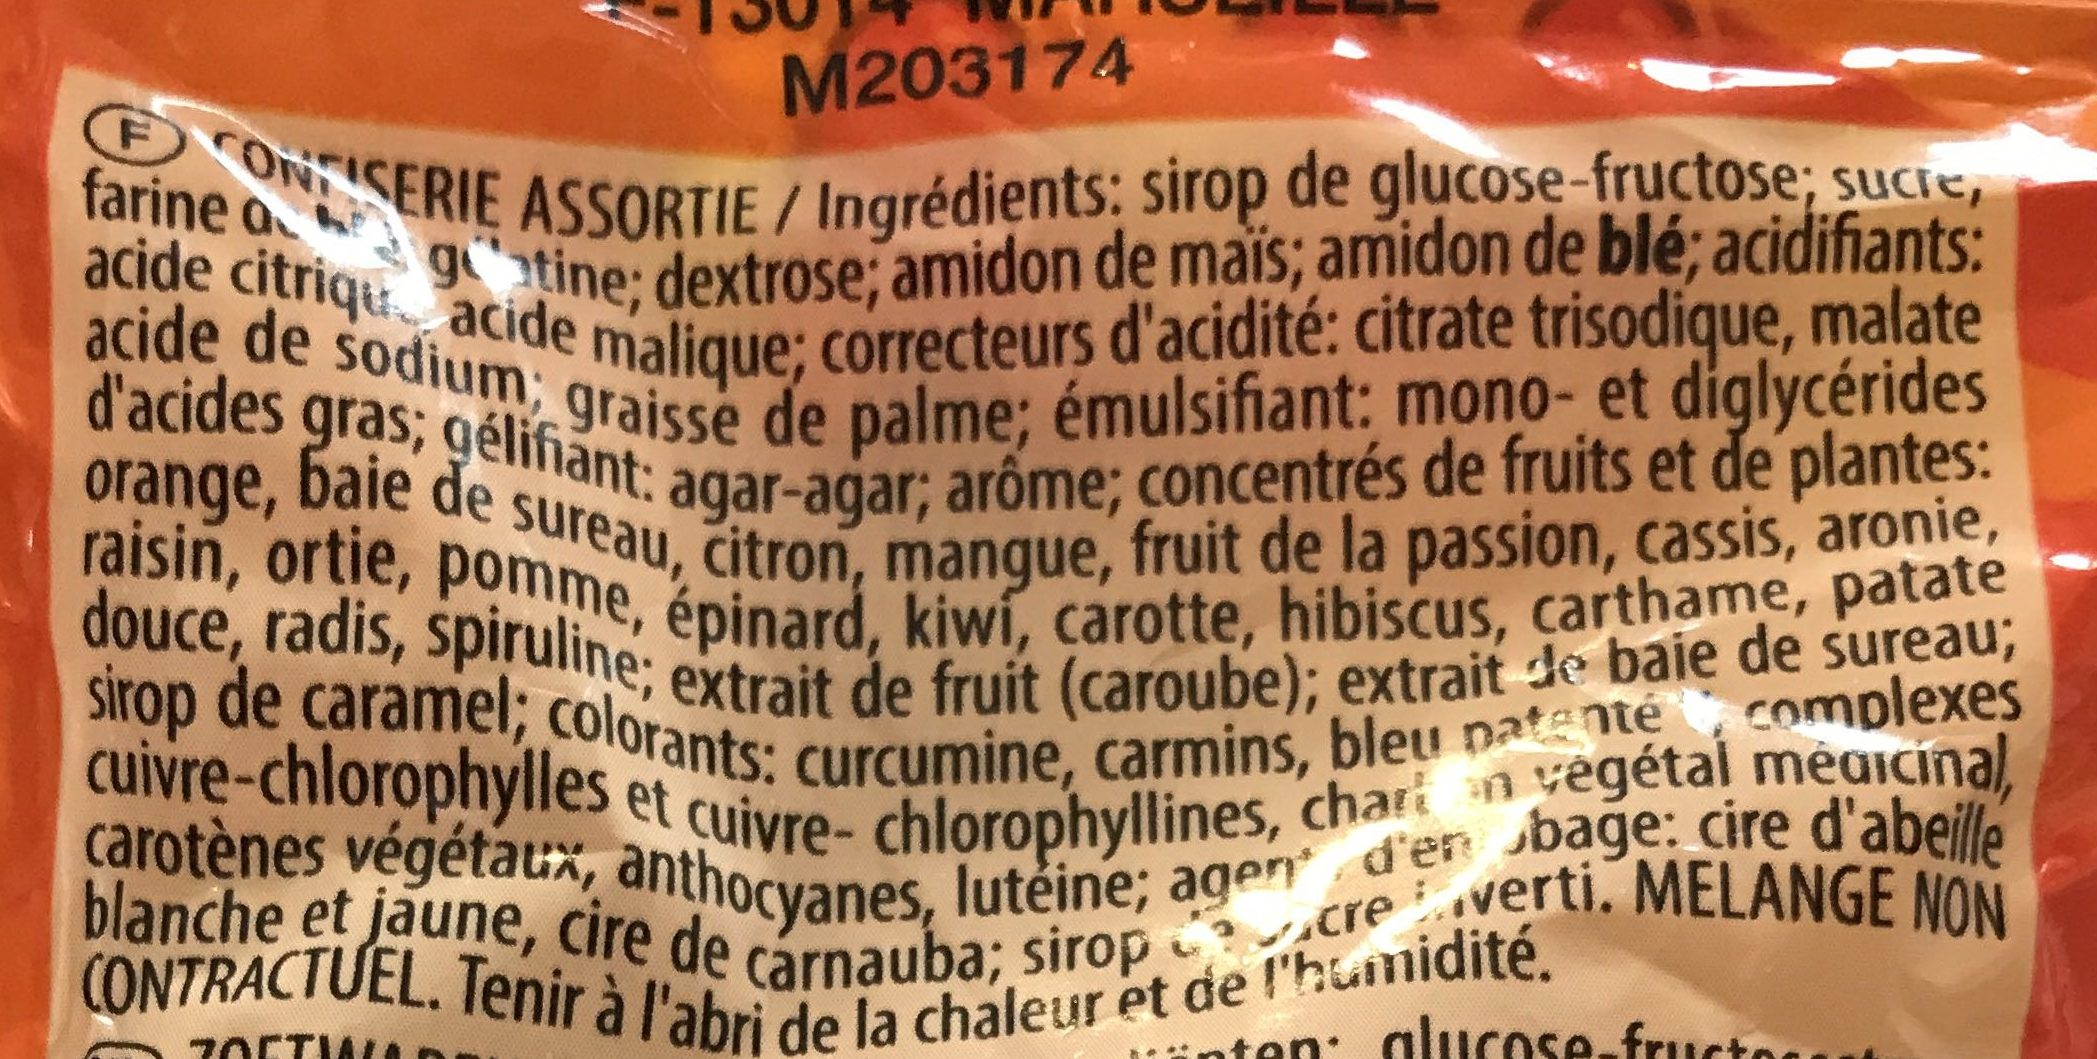 M203174
F CONFISERIE ASSORTIE / Ingrédients: sirop de glucose-fructose; sucre,
farine gélatine; dextrose; amidon de maïs; amidon de blé; acidifiants:
acide citrique, acide malique; correcteurs d'acidité: citrate trisodique, malate
acide de sodium; graisse de palme; émulsifiant: mono- et diglycérides
d'acides gras; gélifiant: agar-agar; arôme; concentrés de fruits et de plantes:
orange, baie de sureau, citron, mangue, fruit de la passion, cassis, aronie,
raisin, ortie, pomme, épinard, kiwi, carotte, hibiscus, carthame, patate
douce, radis, spiruline; extrait de fruit (caroube); extrait de baie de sureau;
sirop de caramel; colorants: curcumine, carmins, bleu patenté complexes
cuivre-chlorophylles et cuivre- chlorophyllines, charbon végétal médicinal,
carotènes végétaux, anthocyanes, lutéine; agent d'enrobage: cire d'abeille
blanche et jaune, cire de carnauba; sirop de sucre inverti. MELANGE NON
CONTRACTUEL. Tenir à l'abri de la chaleur et de l'humidité.